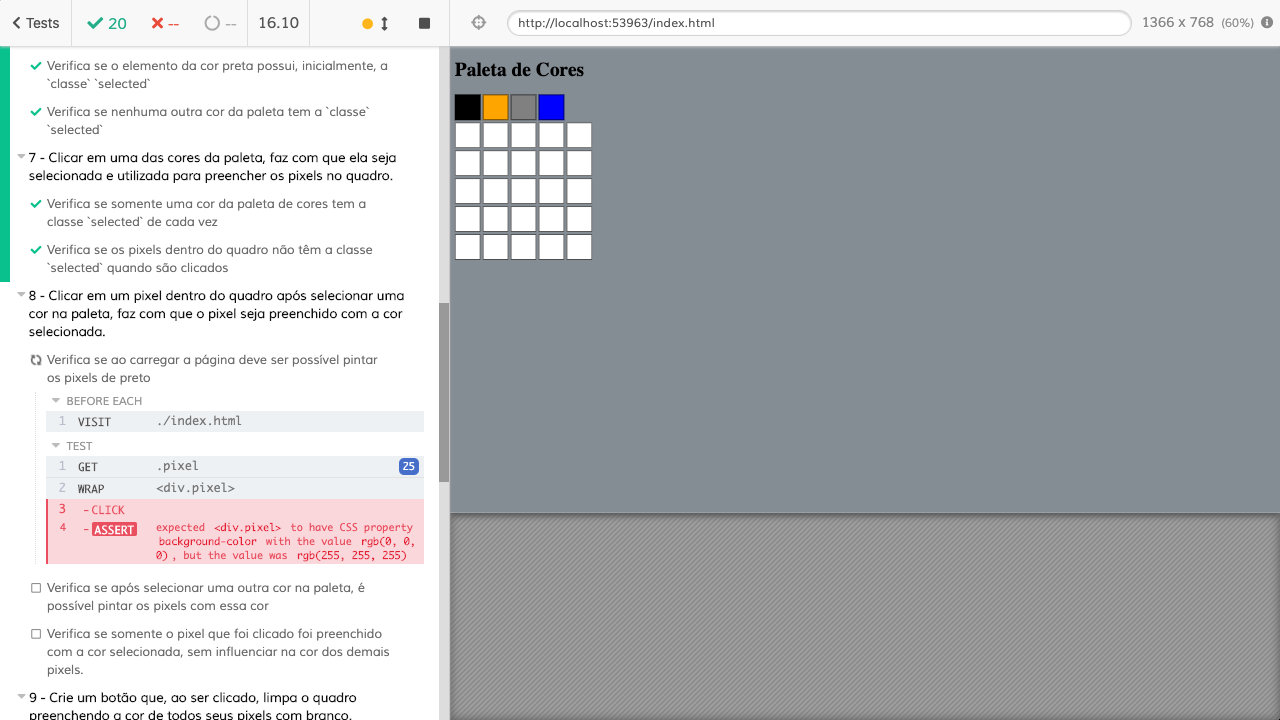 Tests 20 -- -- 16.10 http://localhost:53963/index.html 1366 x 768 (60%)
Verifica se o elemento da cor preta possui, inicialmente, a
`classe` `selected`
Verifica se nenhuma outra cor da paleta tem a `classe`
`selected`
7 - Clicar em uma das cores da paleta, faz com que ela seja
selecionada e utilizada para preencher os pixels no quadro.
Verifica se somente uma cor da paleta de cores tem a
classe `selected` de cada vez
Verifica se os pixels dentro do quadro não têm a classe
`selected` quando são clicados
8 - Clicar em um pixel dentro do quadro após selecionar uma
cor na paleta, faz com que o pixel seja preenchido com a cor
selecionada.
Verifica se ao carregar a página deve ser possível pintar
os pixels de preto
BEFORE EACH
1 VISIT ./index.html
TEST
1 GET .pixel 25
2 WRAP <div.pixel>
3 -CLICK
4 -ASSERT expected <div.pixel> to have CSS property
background-color with the value rgb(0, 0,
0), but the value was rgb(255, 255, 255)
Verifica se após selecionar uma outra cor na paleta, é
possível pintar os pixels com essa cor
Verifica se somente o pixel que foi clicado foi preenchido
com a cor selecionada, sem influenciar na cor dos demais
pixels.
9 - Crie um botão que, ao ser clicado, limpa o quadro
preenchendo a cor de todos seus pixels com branco.
Paleta de Cores